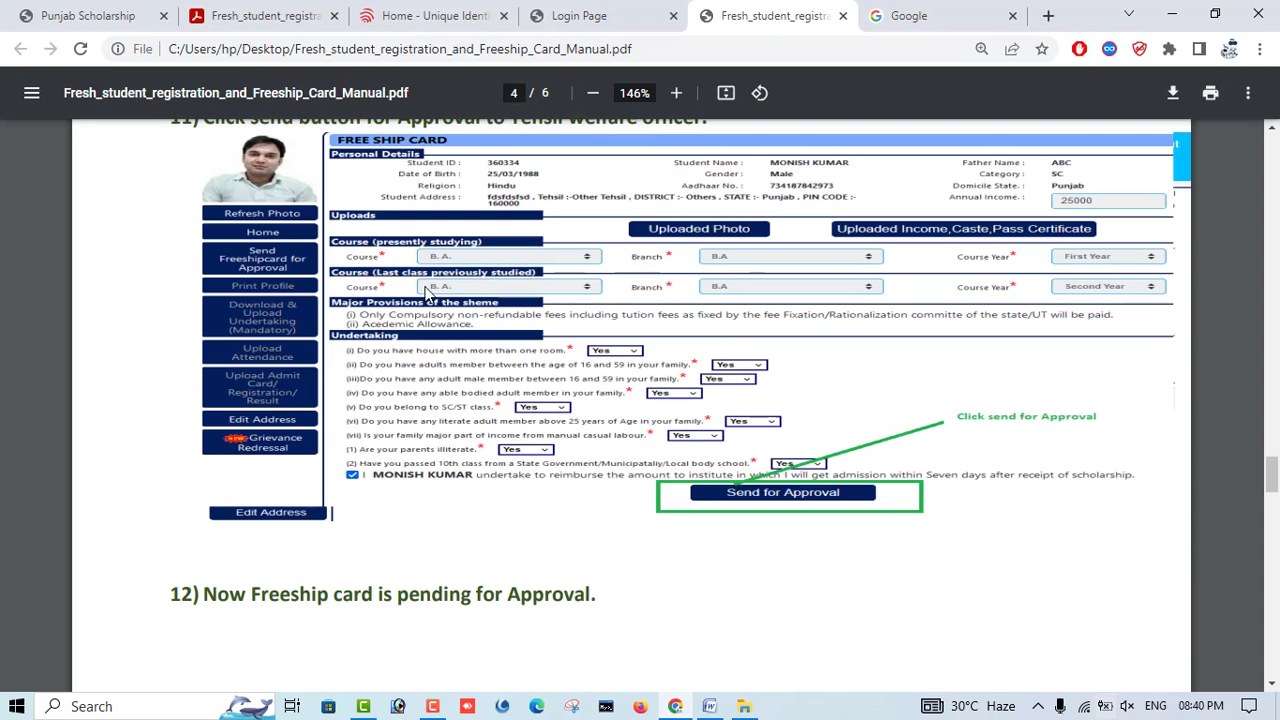 Punjab Scholarship
Fresh_student_registra
Home - Unique Identi
Login Page
Fresh_student_registra
Google
File
C:/Users/hp/Desktop/Fresh_student_registration_and_Freeship_Card_Manual.pdf
Fresh_student_registration_and_Freeship_Card_Manual.pdf
4 / 6
146%
11) Click send button for Approval to Tehsil welfare officer.
FREE SHIP CARD
Personal Details
Student ID : 360334 Student Name : MONISH KUMAR Father Name : ABC
Date of Birth : 25/03/1988 Gender : Male Category : SC
Religion : Hindu Aadhaar No. : 734187842973 Domicile State. : Punjab
Student Address : fdsfdsfsd , Tehsil :-Other Tehsil , DISTRICT :- Others , STATE :- Punjab , PIN CODE :- Annual Income. : 25000
160000
Refresh Photo
Home
Send
Freeshipcard for
Approval
Print Profile
Download &
Upload
Undertaking
(Mandatory)
Upload
Attendance
Upload Admit
Card/
Registration/
Result
Edit Address
Grievance
Redressal
Edit Address
Uploads
Uploaded Photo Uploaded Income,Caste,Pass Certificate
Course (presently studying)
Course* B. A. Branch* B.A Course Year* First Year
Course (Last class previously studied)
Course* B. A. Branch* B.A Course Year* Second Year
Major Provisions of the sheme
(i) Only Compulsory non-refundable fees including tution fees as fixed by the fee Fixation/Rationalization committe of the state/UT will be paid.
(ii) Acedemic Allowance.
Undertaking
(i) Do you have house with more than one room.* Yes
(ii) Do you have adults member between the age of 16 and 59 in your family.* Yes
(iii)Do you have any adult male member between 16 and 59 in your family.* Yes
(iv) Do you have any able bodied adult member in your family.* Yes
(v) Do you belong to SC/ST class.* Yes
(vi) Do you have any literate adult member above 25 years of Age in your family.* Yes
(vii) Is your family major part of income from manual casual labour.* Yes
(1) Are your parents illiterate.* Yes
(2) Have you passed 10th class from a State Government/Municipataliy/Local body school.* Yes
I MONISH KUMAR undertake to reimburse the amount to institute in which I will get admission within Seven days after receipt of scholarship.
Click send for Approval
Send for Approval
12) Now Freeship card is pending for Approval.
Search
30°C Haze
ENG
08:40 PM